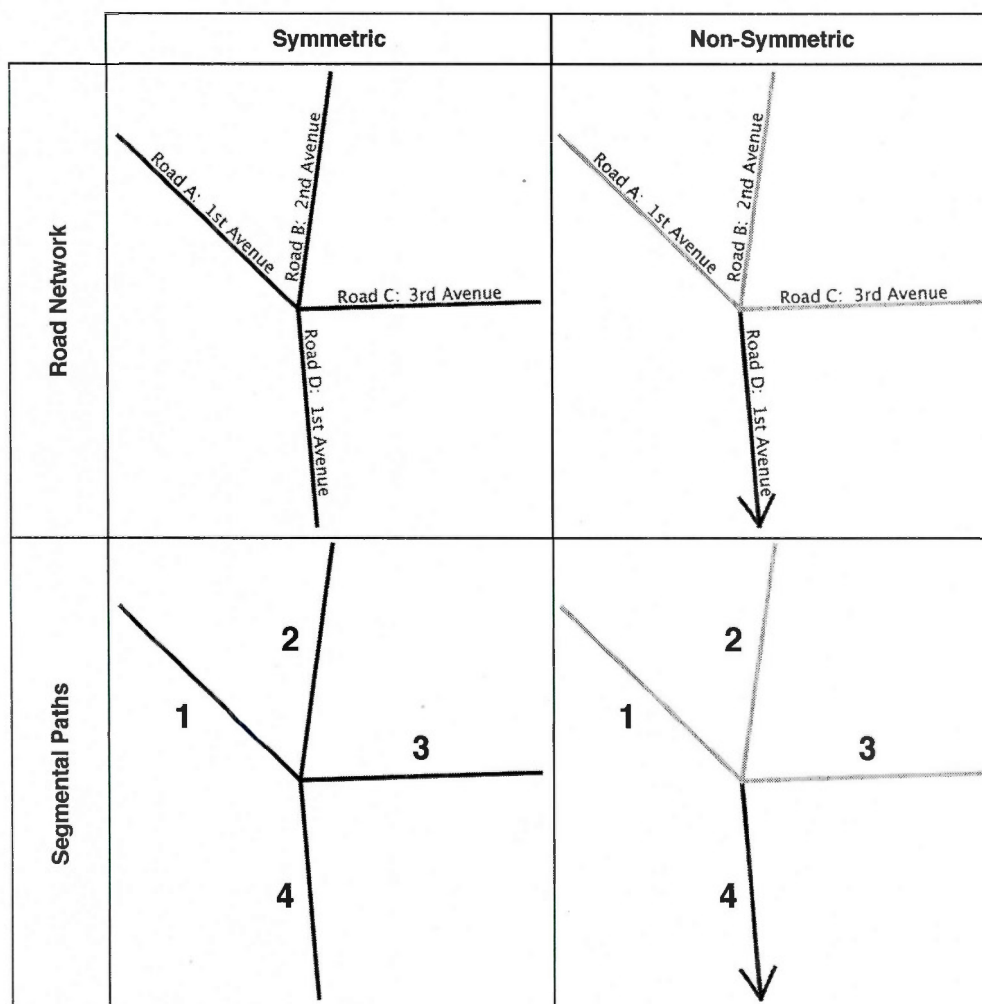 Symmetric
Non-Symmetric
Road Network
Road A: 1st Avenue
Road B: 2nd Avenue
Road C: 3rd Avenue
Road D: 1st Avenue
Road A: 1st Avenue
Road B: 2nd Avenue
Road C: 3rd Avenue
Road D: 1st Avenue
Segmental Paths
1
2
3
4
1
2
3
4